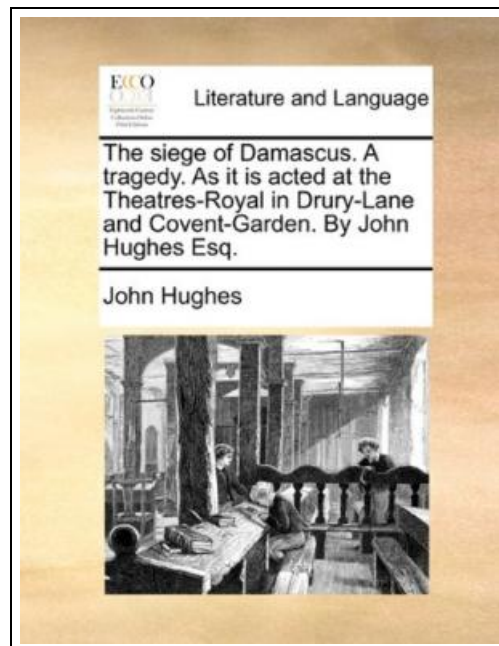 ECCO
Literature and Language
The siege of Damascus. A
tragedy. As it is acted at the
Theatres-Royal in Drury-Lane
and Covent-Garden. By John
Hughes Esq.
John Hughes